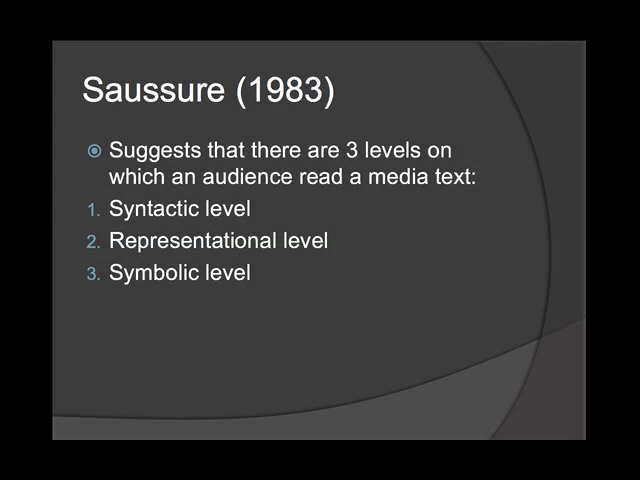 Saussure (1983)
Suggests that there are 3 levels on
which an audience read a media text:
1. Syntactic level
2. Representational level
3. Symbolic level